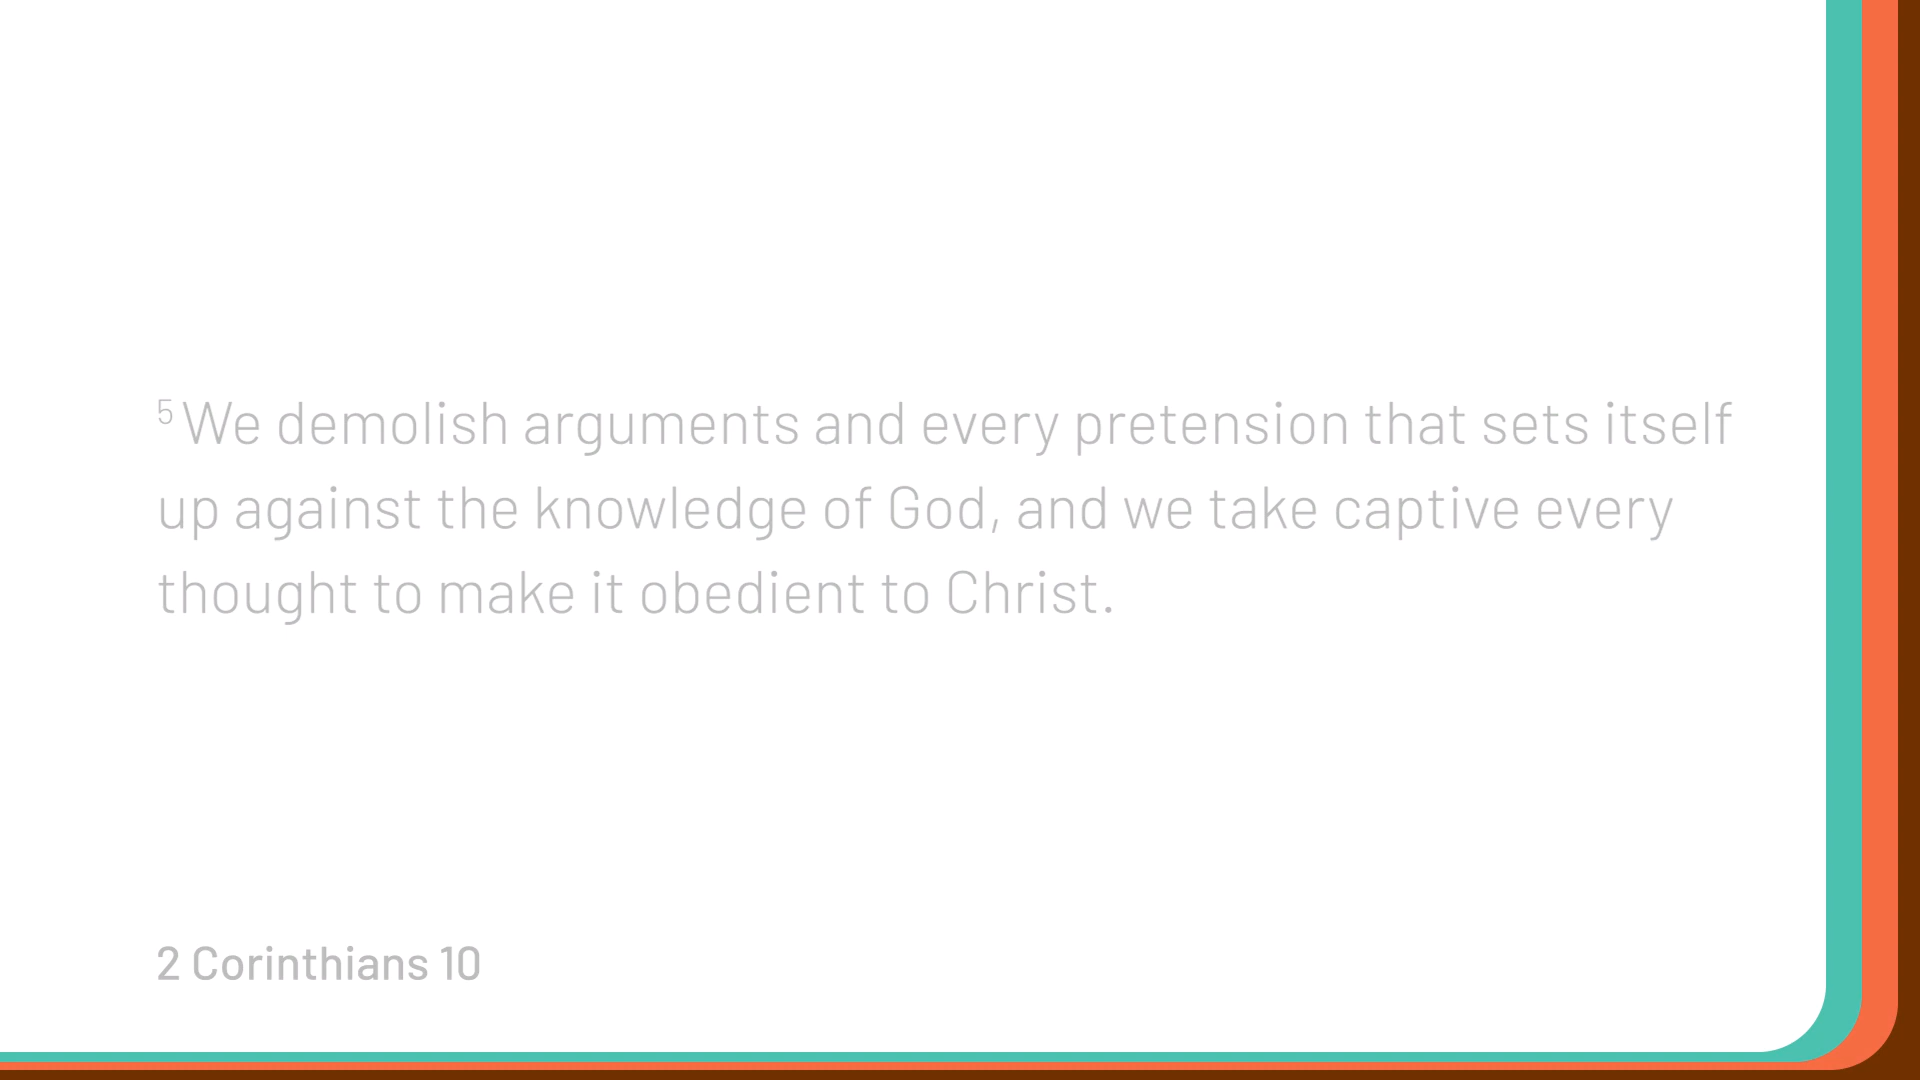 5 We demolish arguments and every pretension that sets itself
up against the knowledge of God, and we take captive every
thought to make it obedient to Christ.
2 Corinthians 10